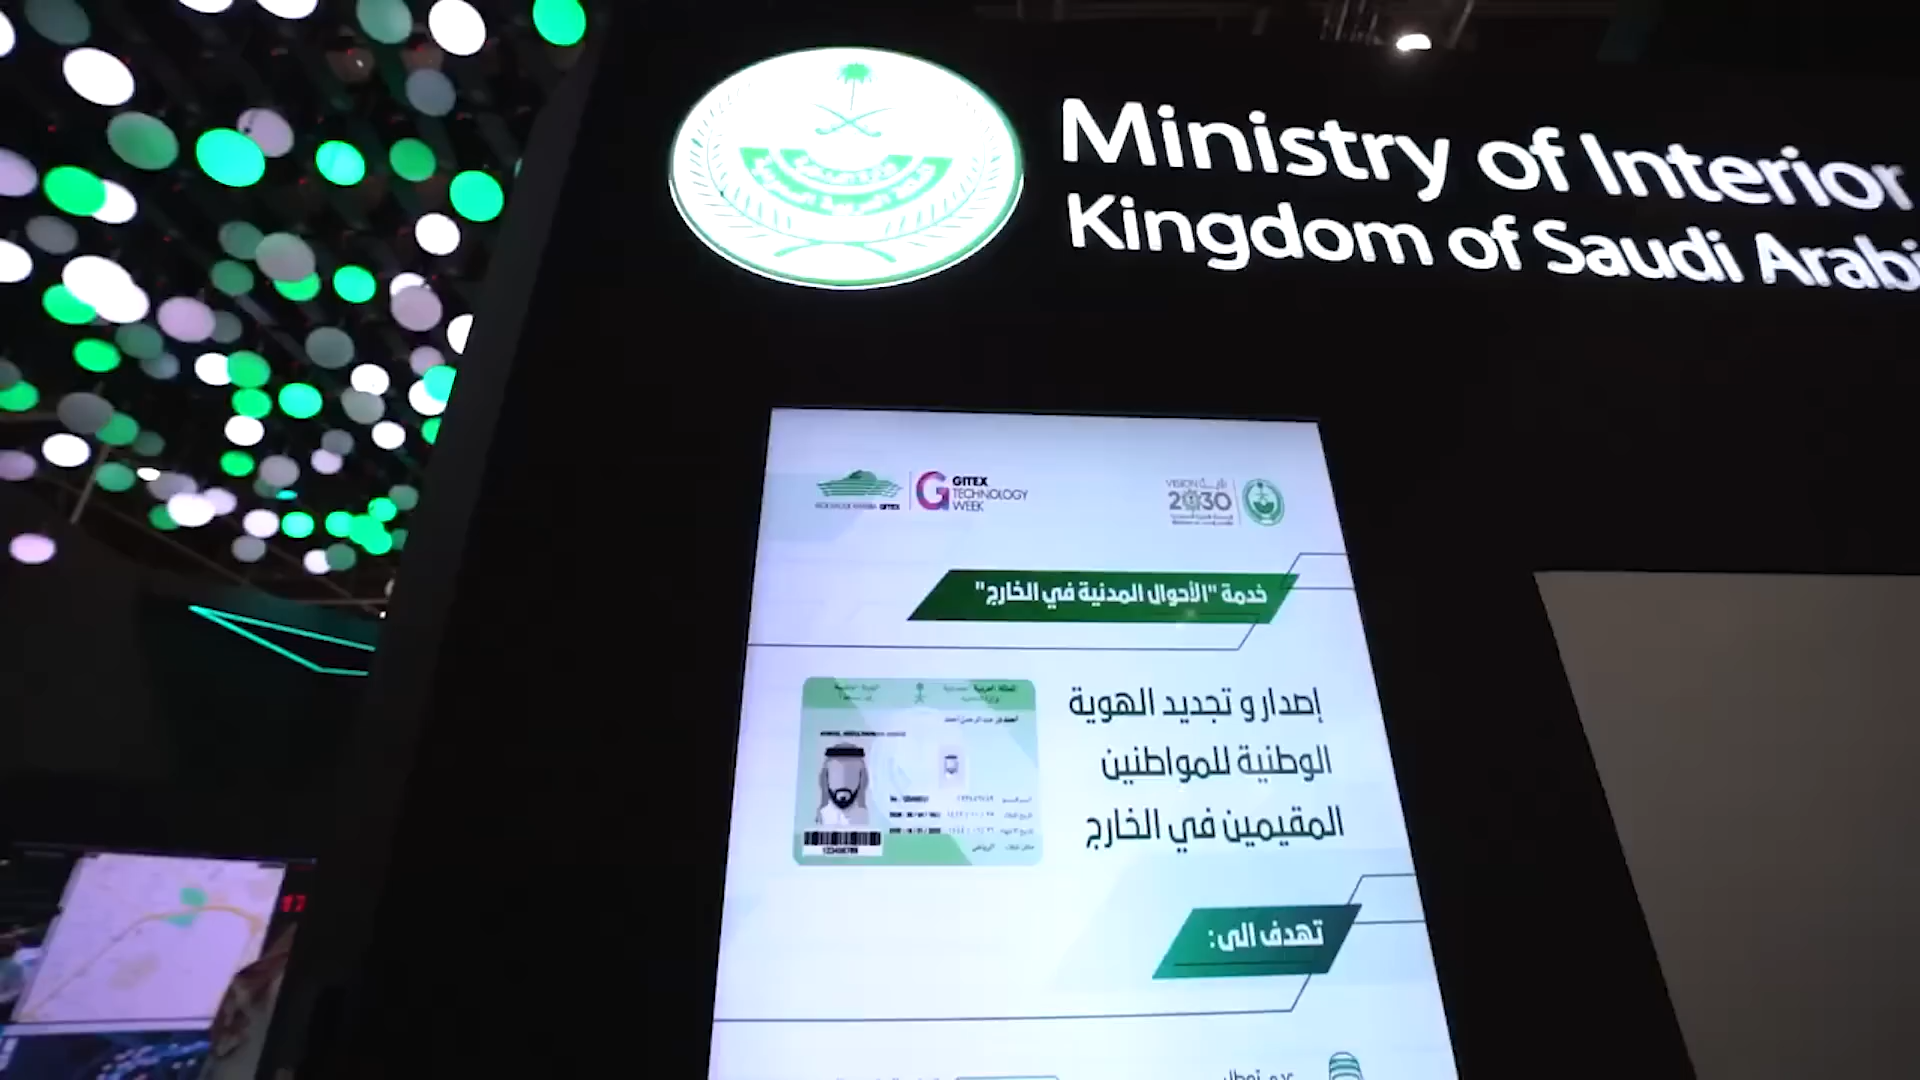 Ministry of Interior
Kingdom of Saudi Arabi
GITEX
TECHNOLOGY
WEEK
VISION رؤية
2030
خدمة "الأحوال المدنية في الخارج"
إصدار و تجديد الهوية
الوطنية للمواطنين
المقيمين في الخارج
تهدف الى: